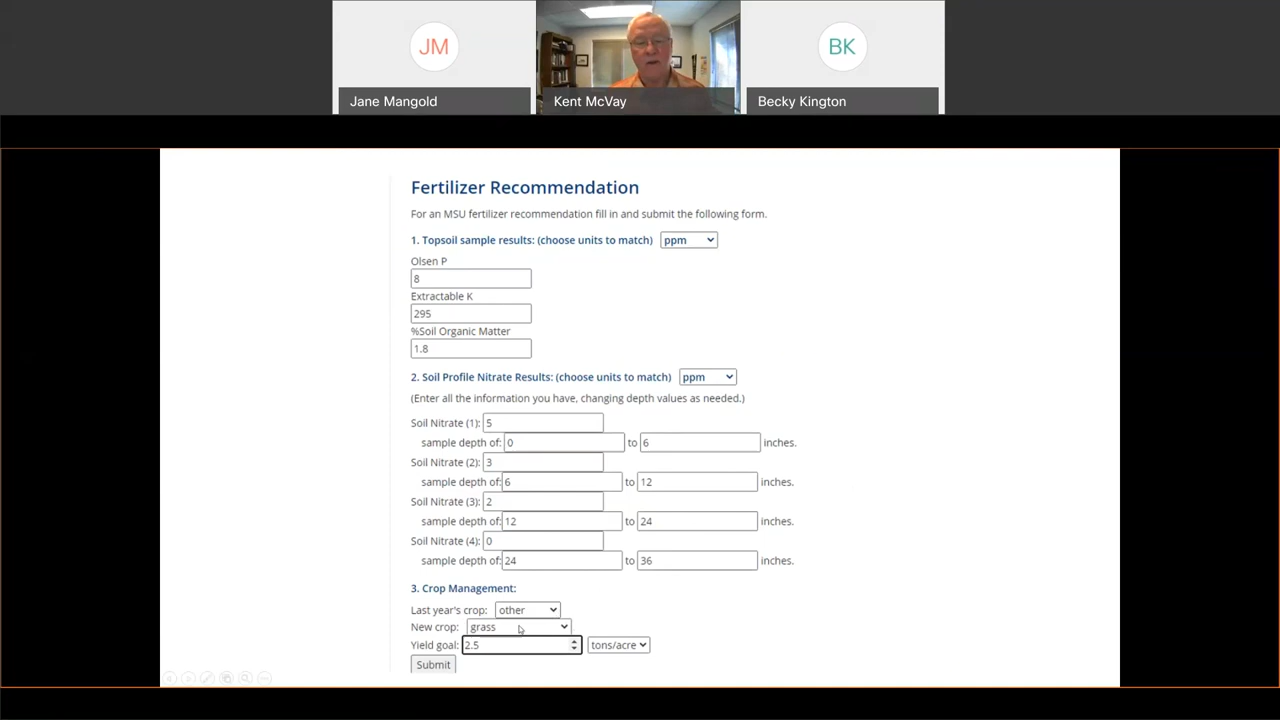 JM
BK
Jane Mangold
Kent McVay
Becky Kington
Fertilizer Recommendation
For an MSU fertilizer recommendation fill in and submit the following form.
1. Topsoil sample results: (choose units to match) ppm
Olsen P
8
Extractable K
295
%Soil Organic Matter
1.8
2. Soil Profile Nitrate Results: (choose units to match) ppm
(Enter all the information you have, changing depth values as needed.)
Soil Nitrate (1): 5
sample depth of: 0 to 6 inches.
Soil Nitrate (2): 3
sample depth of: 6 to 12 inches.
Soil Nitrate (3): 2
sample depth of: 12 to 24 inches.
Soil Nitrate (4): 0
sample depth of: 24 to 36 inches.
3. Crop Management:
Last year's crop: other
New crop: grass
Yield goal: 2.5 tons/acre
Submit